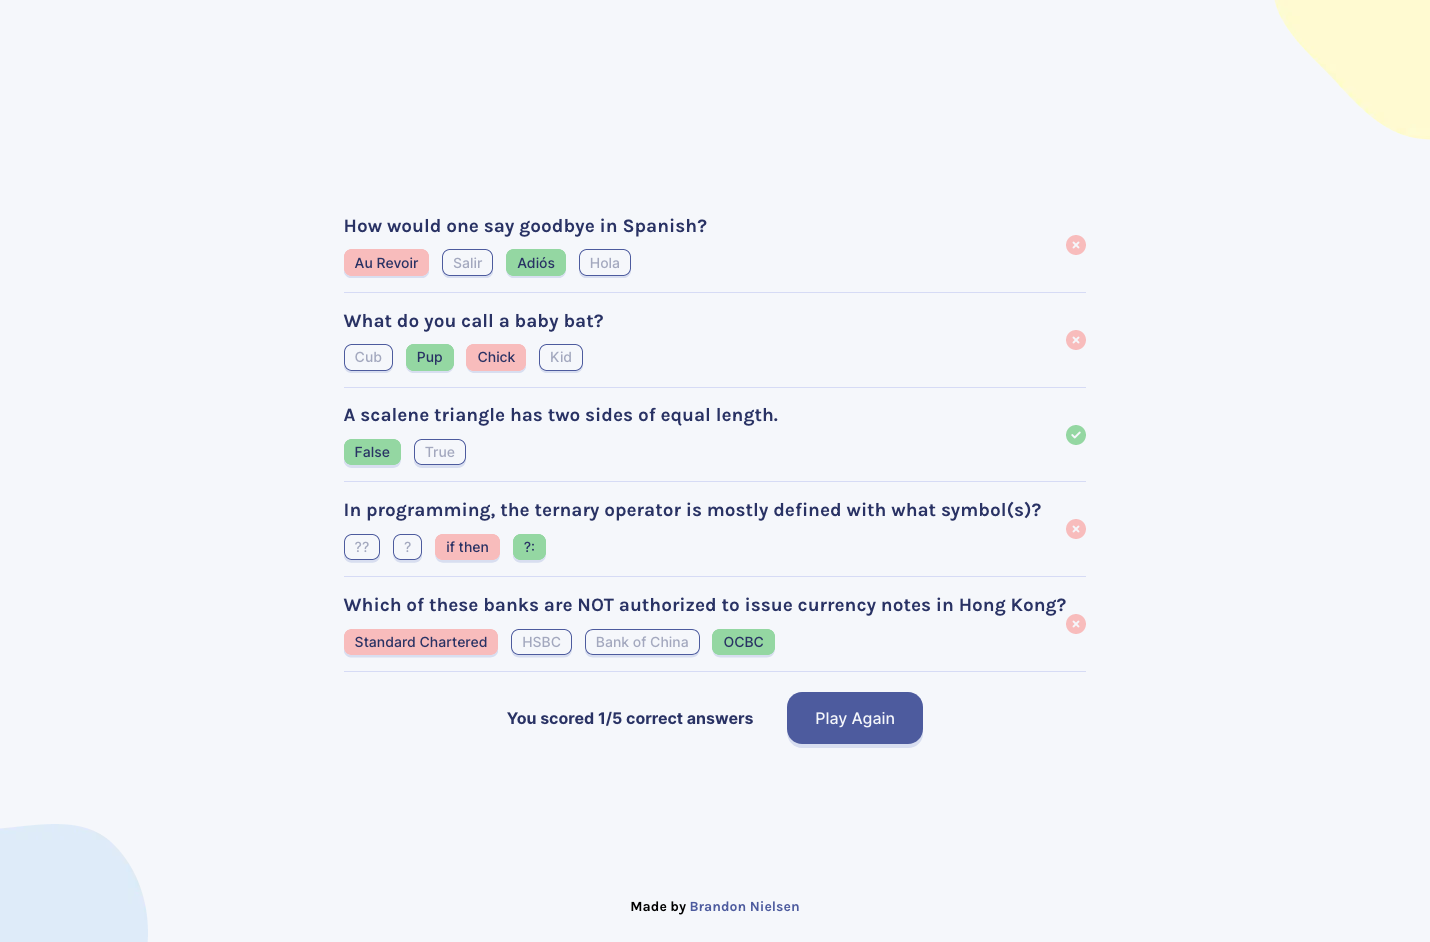 How would one say goodbye in Spanish?
Au Revoir Salir Adiós Hola
What do you call a baby bat?
Cub Pup Chick Kid
A scalene triangle has two sides of equal length.
False True
In programming, the ternary operator is mostly defined with what symbol(s)?
?? ? if then ?:
Which of these banks are NOT authorized to issue currency notes in Hong Kong?
Standard Chartered HSBC Bank of China OCBC
You scored 1/5 correct answers Play Again
Made by Brandon Nielsen